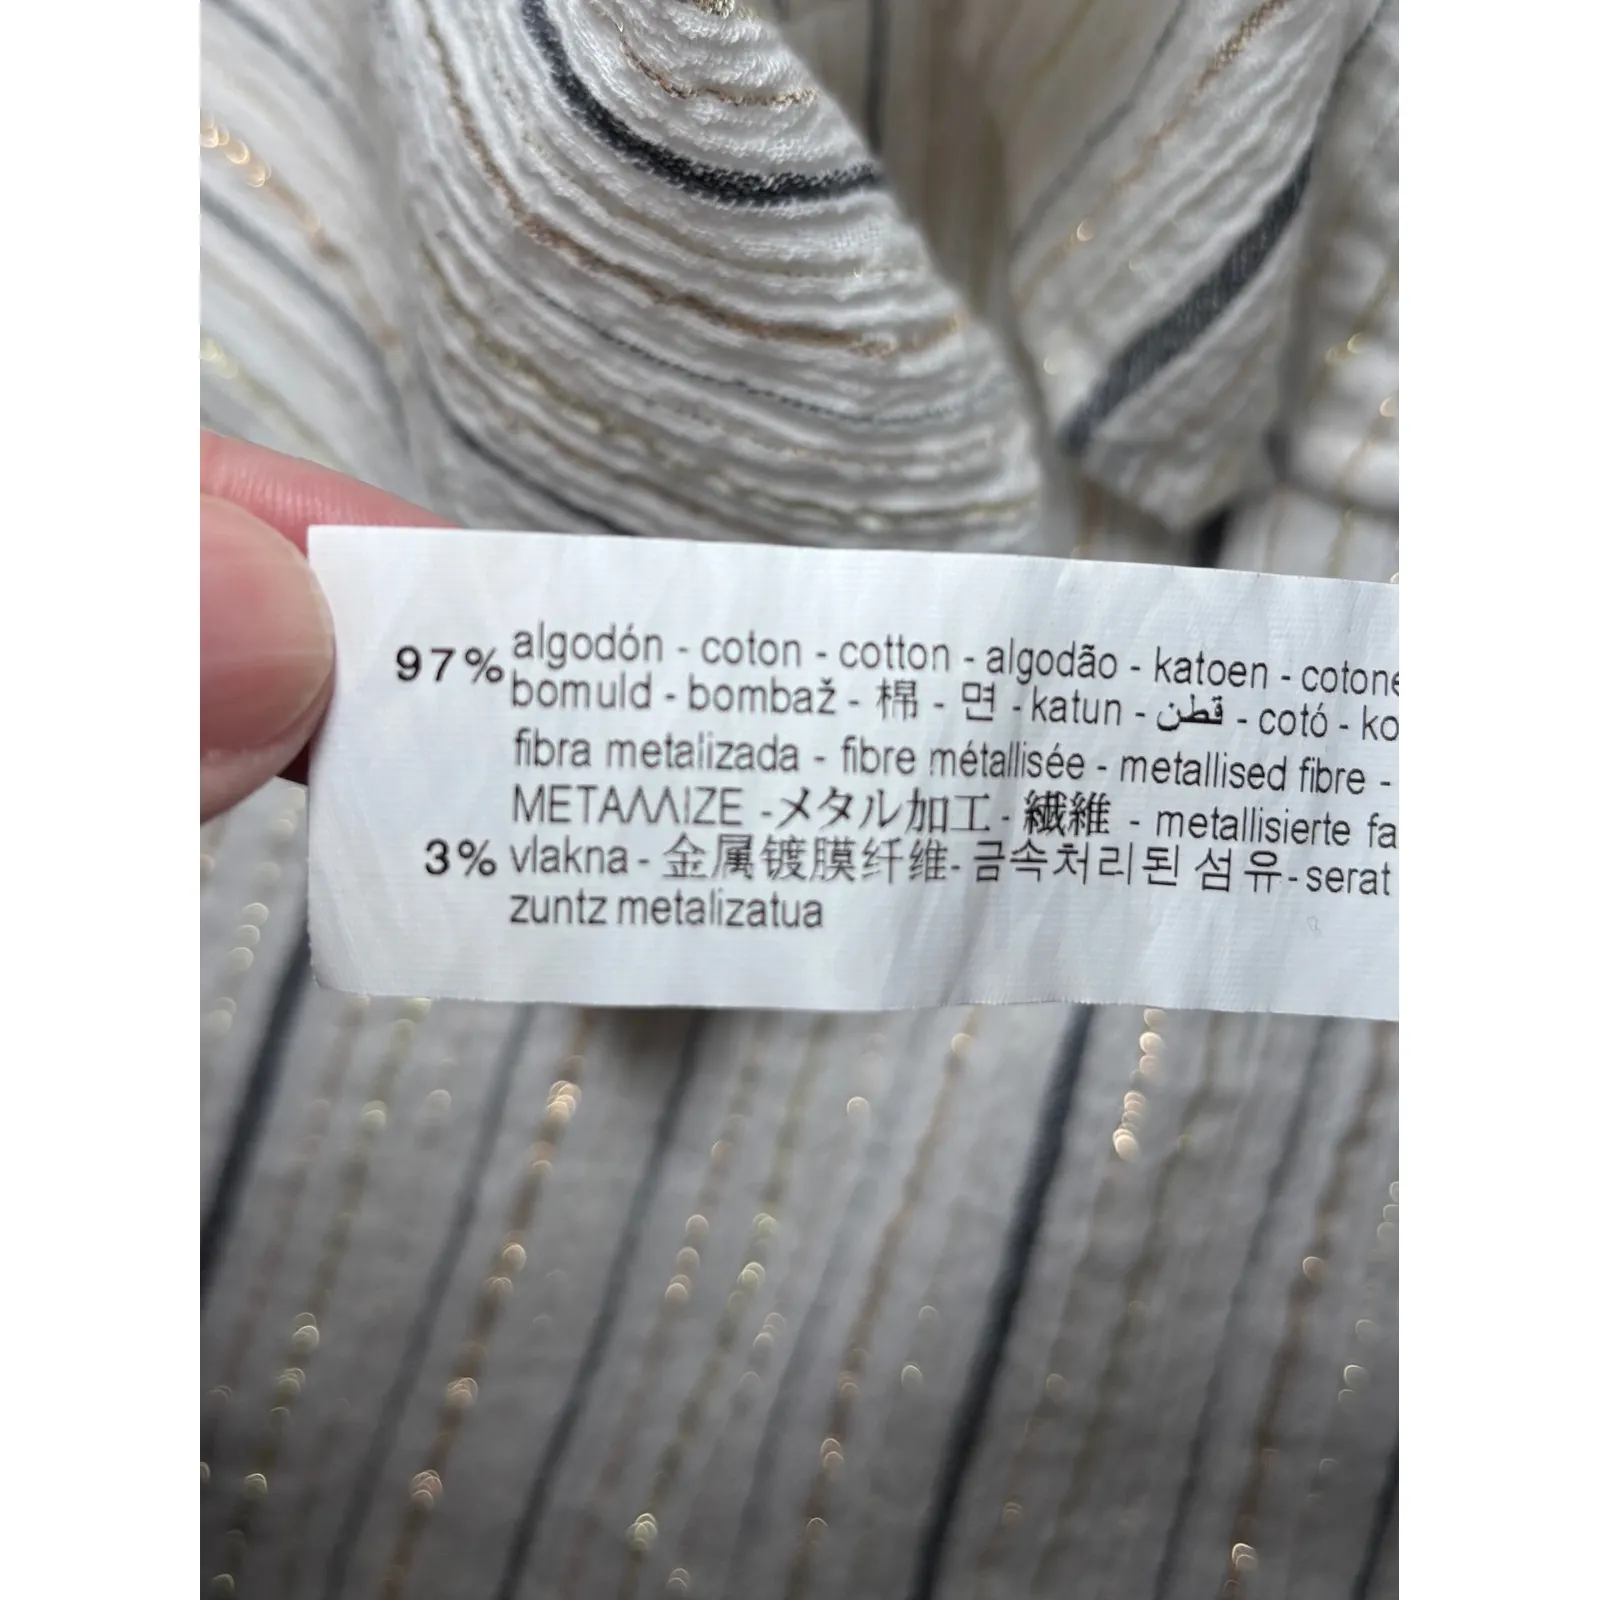 97% algodón - coton - cotton - algodão - katoen - cotone
bomuld - bombaž - 棉 - 면 - katun - قطن - cotó - ko
fibra metalizada - fibre métallisée - metallised fibre -
ΜΕΤΑΛΛΙΖΕ - メタル加工 - 繊維 - metallisierte fa
3% vlakna - 金属镀膜纤维 - 금속처리된 섬유 - serat
zuntz metalizatua